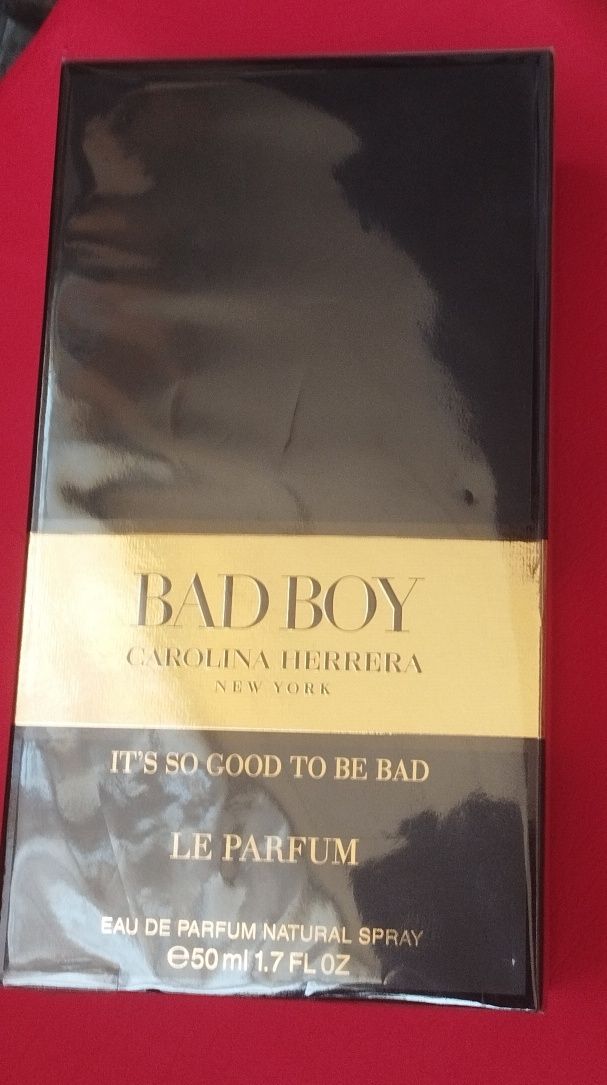 BAD BOY
CAROLINA HERRERA
NEW YORK
IT'S SO GOOD TO BE BAD
LE PARFUM
EAU DE PARFUM NATURAL SPRAY
℮50 ml 1.7 FL OZ